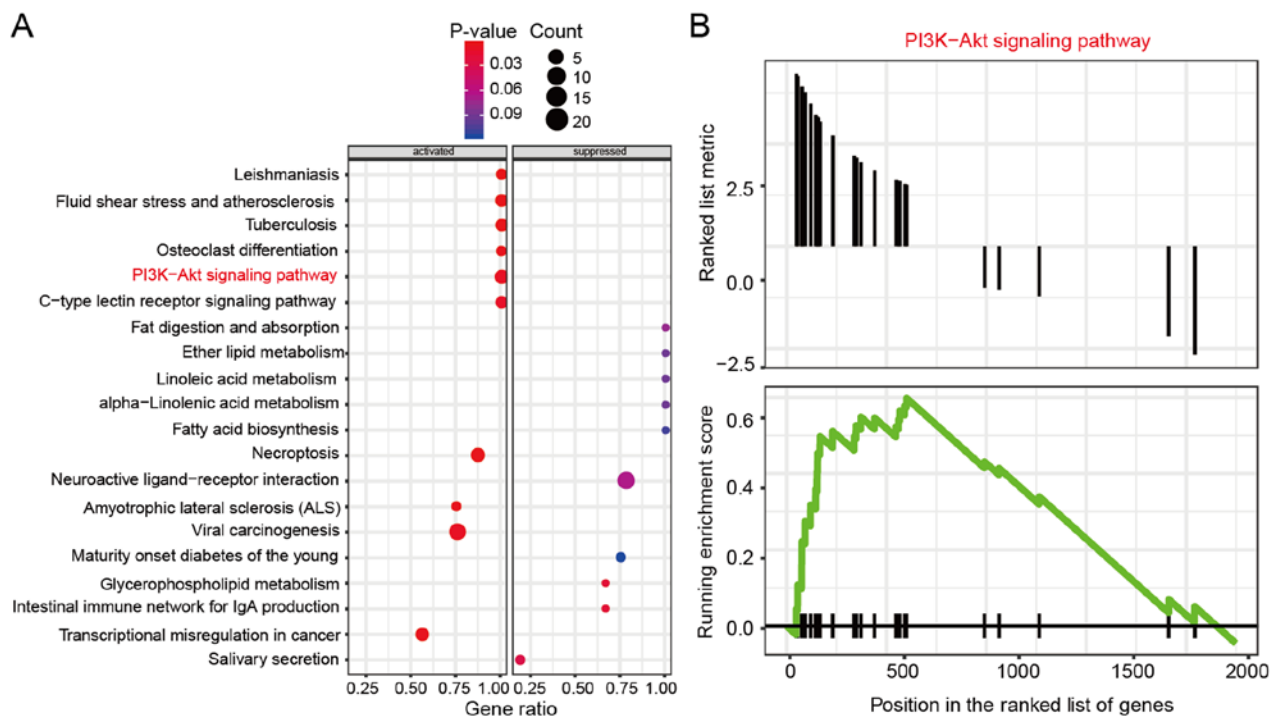 A
P-value
Count
0.03
0.06
0.09
5
10
15
20
activated
suppressed
Leishmaniasis
Fluid shear stress and atherosclerosis
Tuberculosis
Osteoclast differentiation
PI3K−Akt signaling pathway
C−type lectin receptor signaling pathway
Fat digestion and absorption
Ether lipid metabolism
Linoleic acid metabolism
alpha−Linolenic acid metabolism
Fatty acid biosynthesis
Necroptosis
Neuroactive ligand−receptor interaction
Amyotrophic lateral sclerosis (ALS)
Viral carcinogenesis
Maturity onset diabetes of the young
Glycerophospholipid metabolism
Intestinal immune network for IgA production
Transcriptional misregulation in cancer
Salivary secretion
0.25 0.50 0.75 1.00 0.25 0.50 0.75 1.00
Gene ratio
B
PI3K−Akt signaling pathway
Ranked list metric
2.5
0.0
−2.5
Running enrichment score
0.6
0.4
0.2
0.0
0 500 1000 1500 2000
Position in the ranked list of genes